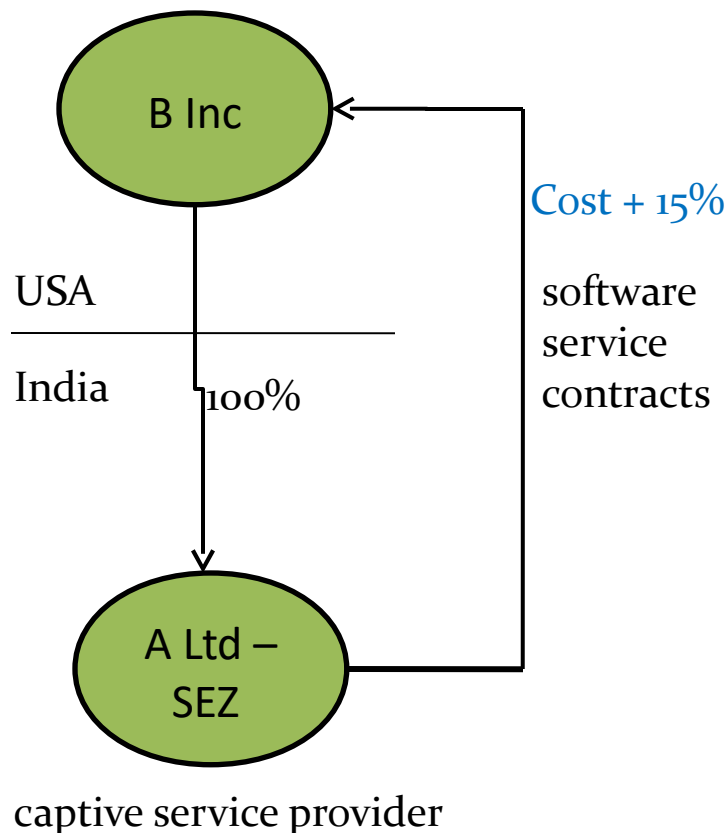 B Inc
Cost + 15%
USA
software
service
contracts
India
100%
A Ltd –
SEZ
captive service provider